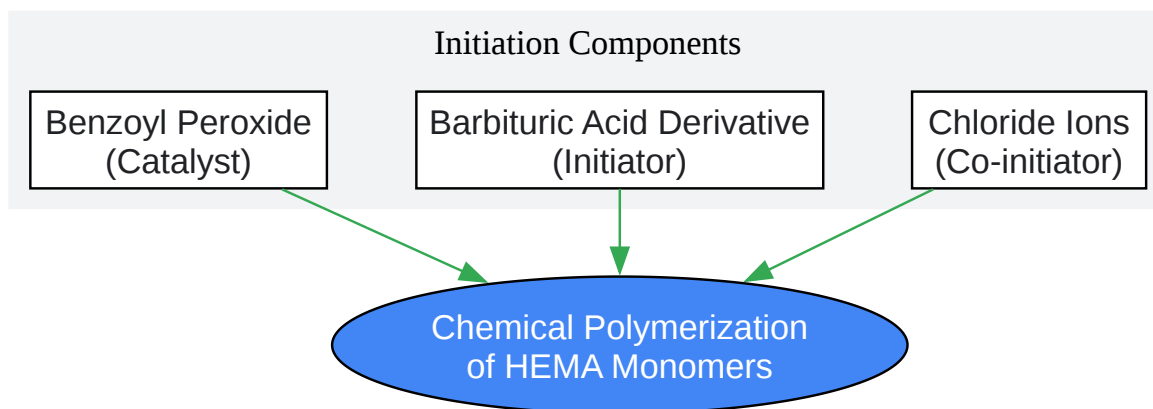 Initiation Components
Benzoyl Peroxide
(Catalyst)
Barbituric Acid Derivative
(Initiator)
Chloride Ions
(Co-initiator)
Chemical Polymerization
of HEMA Monomers